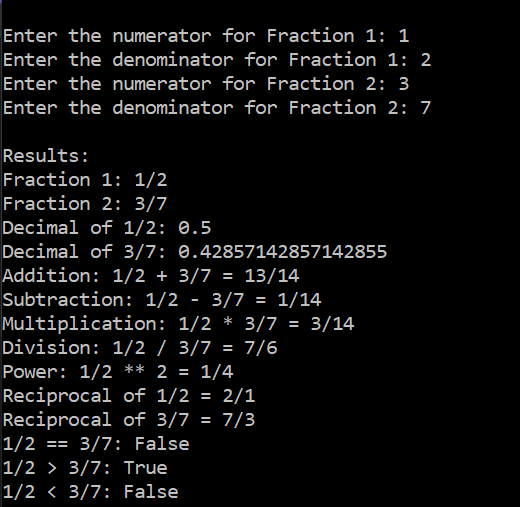 Enter the numerator for Fraction 1: 1
Enter the denominator for Fraction 1: 2
Enter the numerator for Fraction 2: 3
Enter the denominator for Fraction 2: 7
Results:
Fraction 1: 1/2
Fraction 2: 3/7
Decimal of 1/2: 0.5
Decimal of 3/7: 0.42857142857142855
Addition: 1/2 + 3/7 = 13/14
Subtraction: 1/2 - 3/7 = 1/14
Multiplication: 1/2 * 3/7 = 3/14
Division: 1/2 / 3/7 = 7/6
Power: 1/2 ** 2 = 1/4
Reciprocal of 1/2 = 2/1
Reciprocal of 3/7 = 7/3
1/2 == 3/7: False
1/2 > 3/7: True
1/2 < 3/7: False